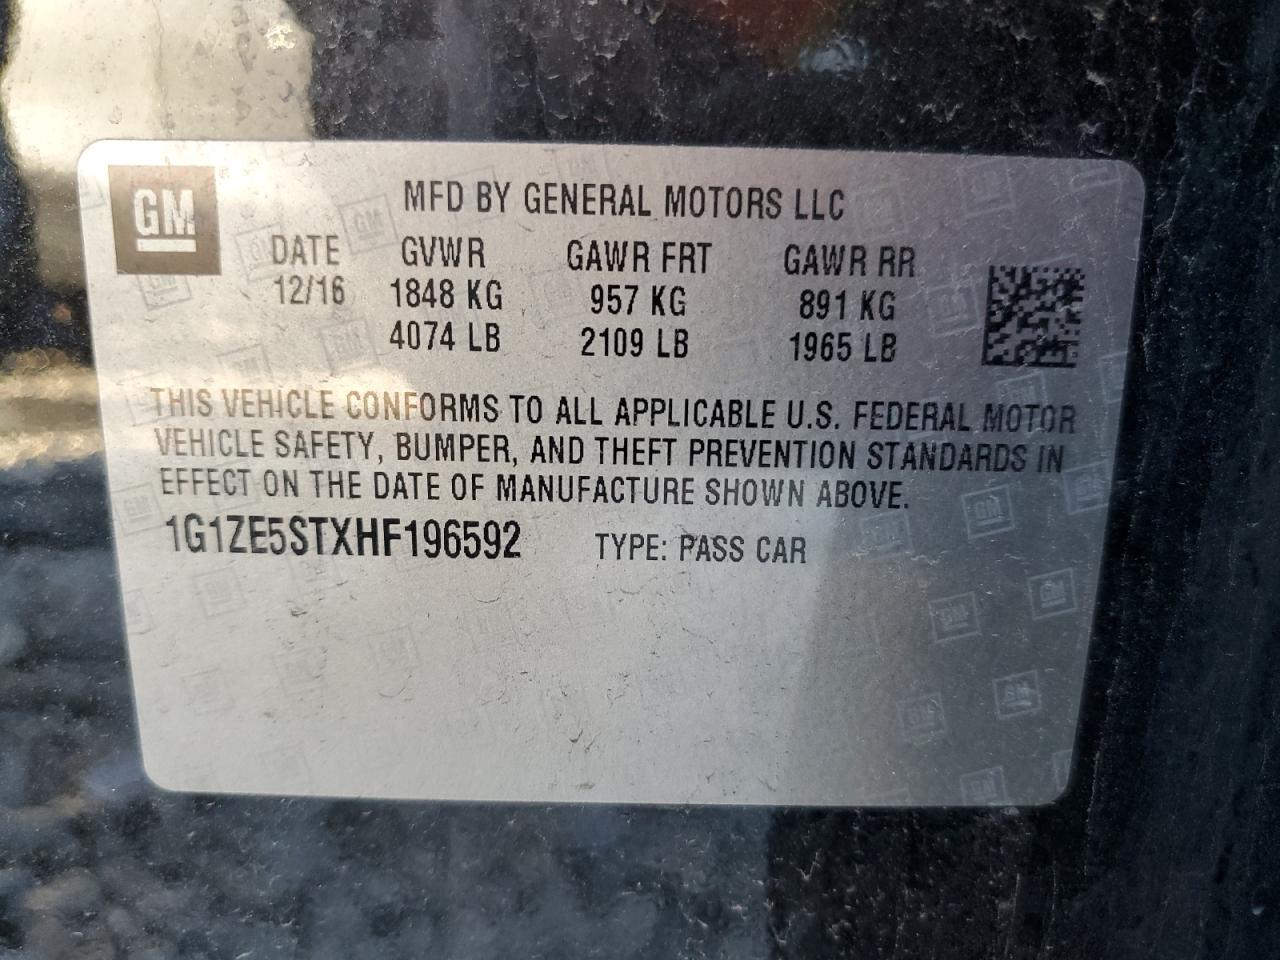 GM
MFD BY GENERAL MOTORS LLC
DATE GVWR GAWR FRT GAWR RR
12/16 1848 KG 957 KG 891 KG
4074 LB 2109 LB 1965 LB
THIS VEHICLE CONFORMS TO ALL APPLICABLE U.S. FEDERAL MOTOR
VEHICLE SAFETY, BUMPER, AND THEFT PREVENTION STANDARDS IN
EFFECT ON THE DATE OF MANUFACTURE SHOWN ABOVE.
1G1ZE5STXHF196592 TYPE: PASS CAR